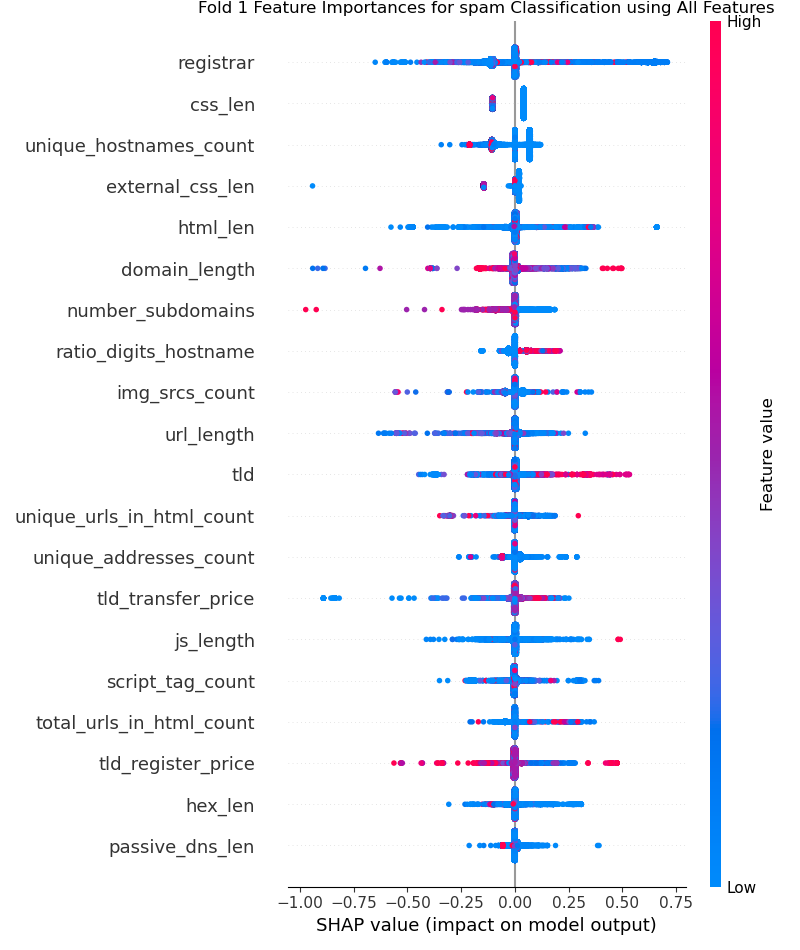 Fold 1 Feature Importances for spam Classification using All Features
High
registrar
css_len
unique_hostnames_count
external_css_len
html_len
domain_length
number_subdomains
ratio_digits_hostname
img_srcs_count
url_length
tld
unique_urls_in_html_count
unique_addresses_count
tld_transfer_price
js_length
script_tag_count
total_urls_in_html_count
tld_register_price
hex_len
passive_dns_len
Feature value
Low
−1.00 −0.75 −0.50 −0.25 0.00 0.25 0.50 0.75
SHAP value (impact on model output)